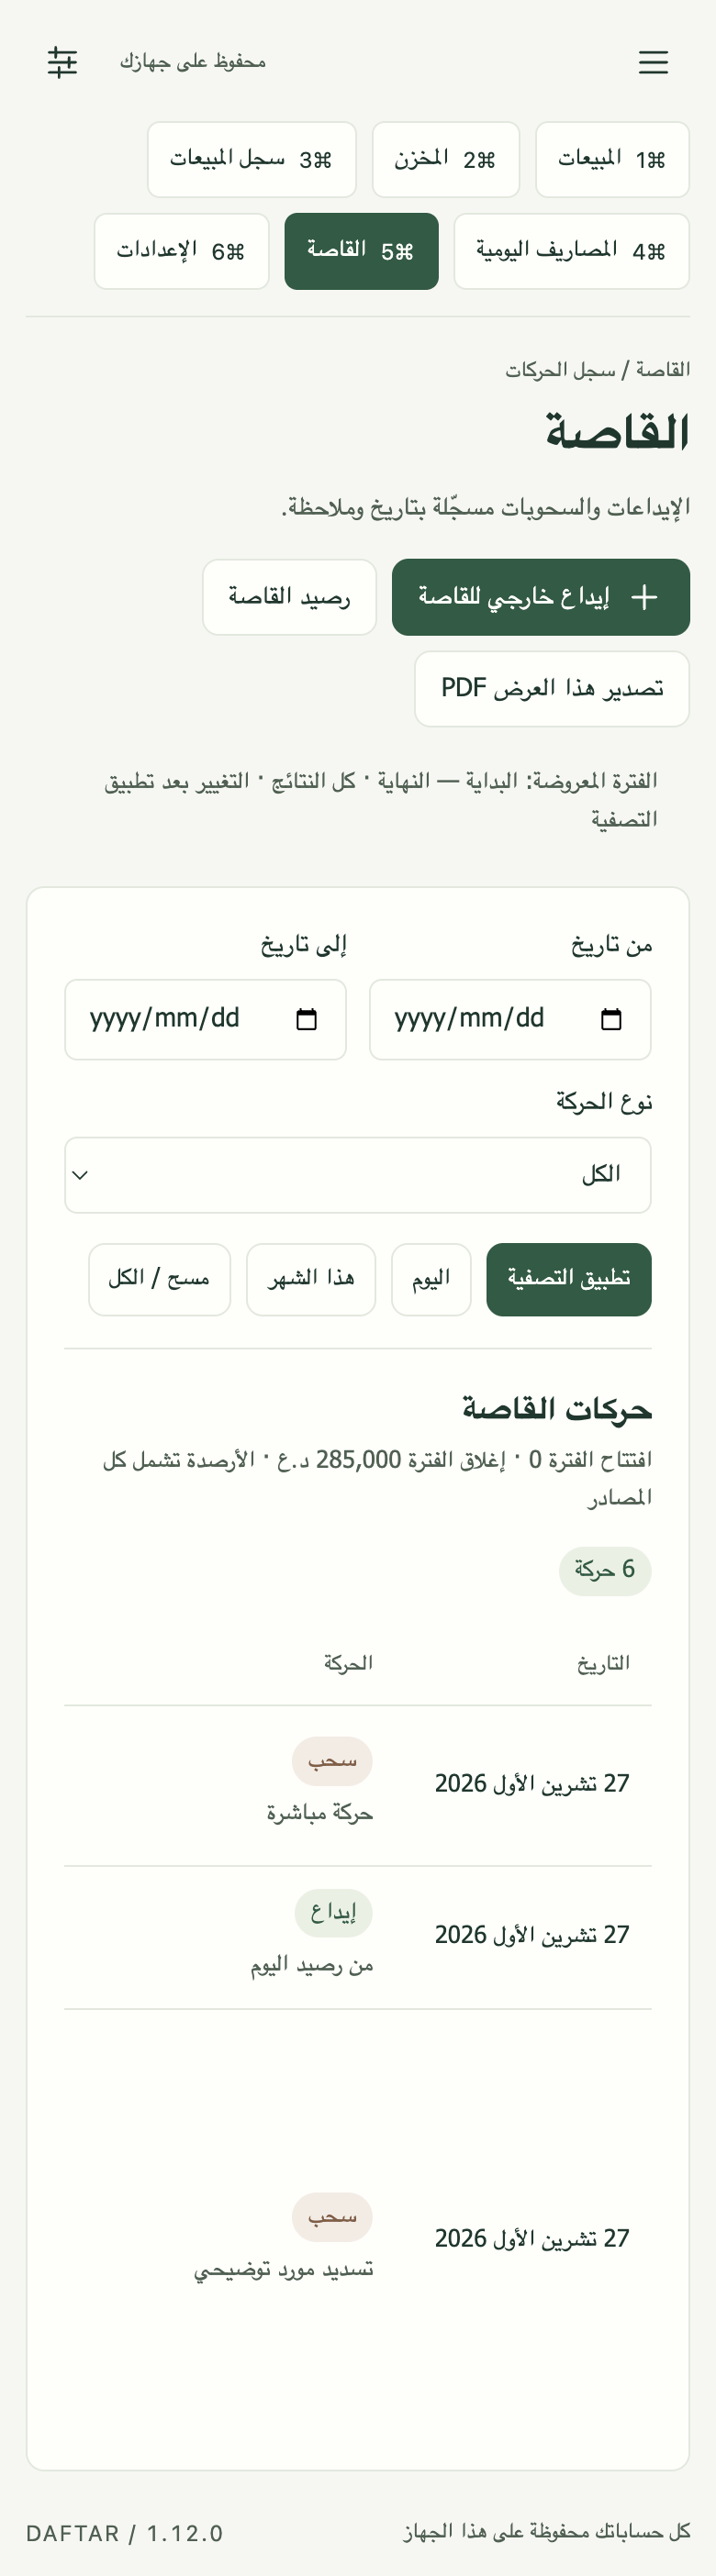 محفوظ على جهازك
المبيعات ⌘1 المخزن ⌘2 سجل المبيعات ⌘3
المصاريف اليومية ⌘4 القاصة ⌘5 الإعدادات ⌘6
القاصة / سجل الحركات
القاصة
الإيداعات والسحوبات مسجّلة بتاريخ وملاحظة.
إيداع خارجي للقاصة رصيد القاصة
تصدير هذا العرض PDF
الفترة المعروضة: البداية — النهاية · كل النتائج · التغيير بعد تطبيق
التصفية
من تاريخ إلى تاريخ
yyyy/mm/dd yyyy/mm/dd
نوع الحركة
الكل
تطبيق التصفية اليوم هذا الشهر مسح / الكل
حركات القاصة
افتتاح الفترة 0 · إغلاق الفترة 285,000 د.ع · الأرصدة تشمل كل
المصادر
6 حركة
التاريخ الحركة
27 تشرين الأول 2026 سحب
حركة مباشرة
27 تشرين الأول 2026 إيداع
من رصيد اليوم
27 تشرين الأول 2026 سحب
تسديد مورد توضيحي
كل حساباتك محفوظة على هذا الجهاز DAFTAR / 1.12.0